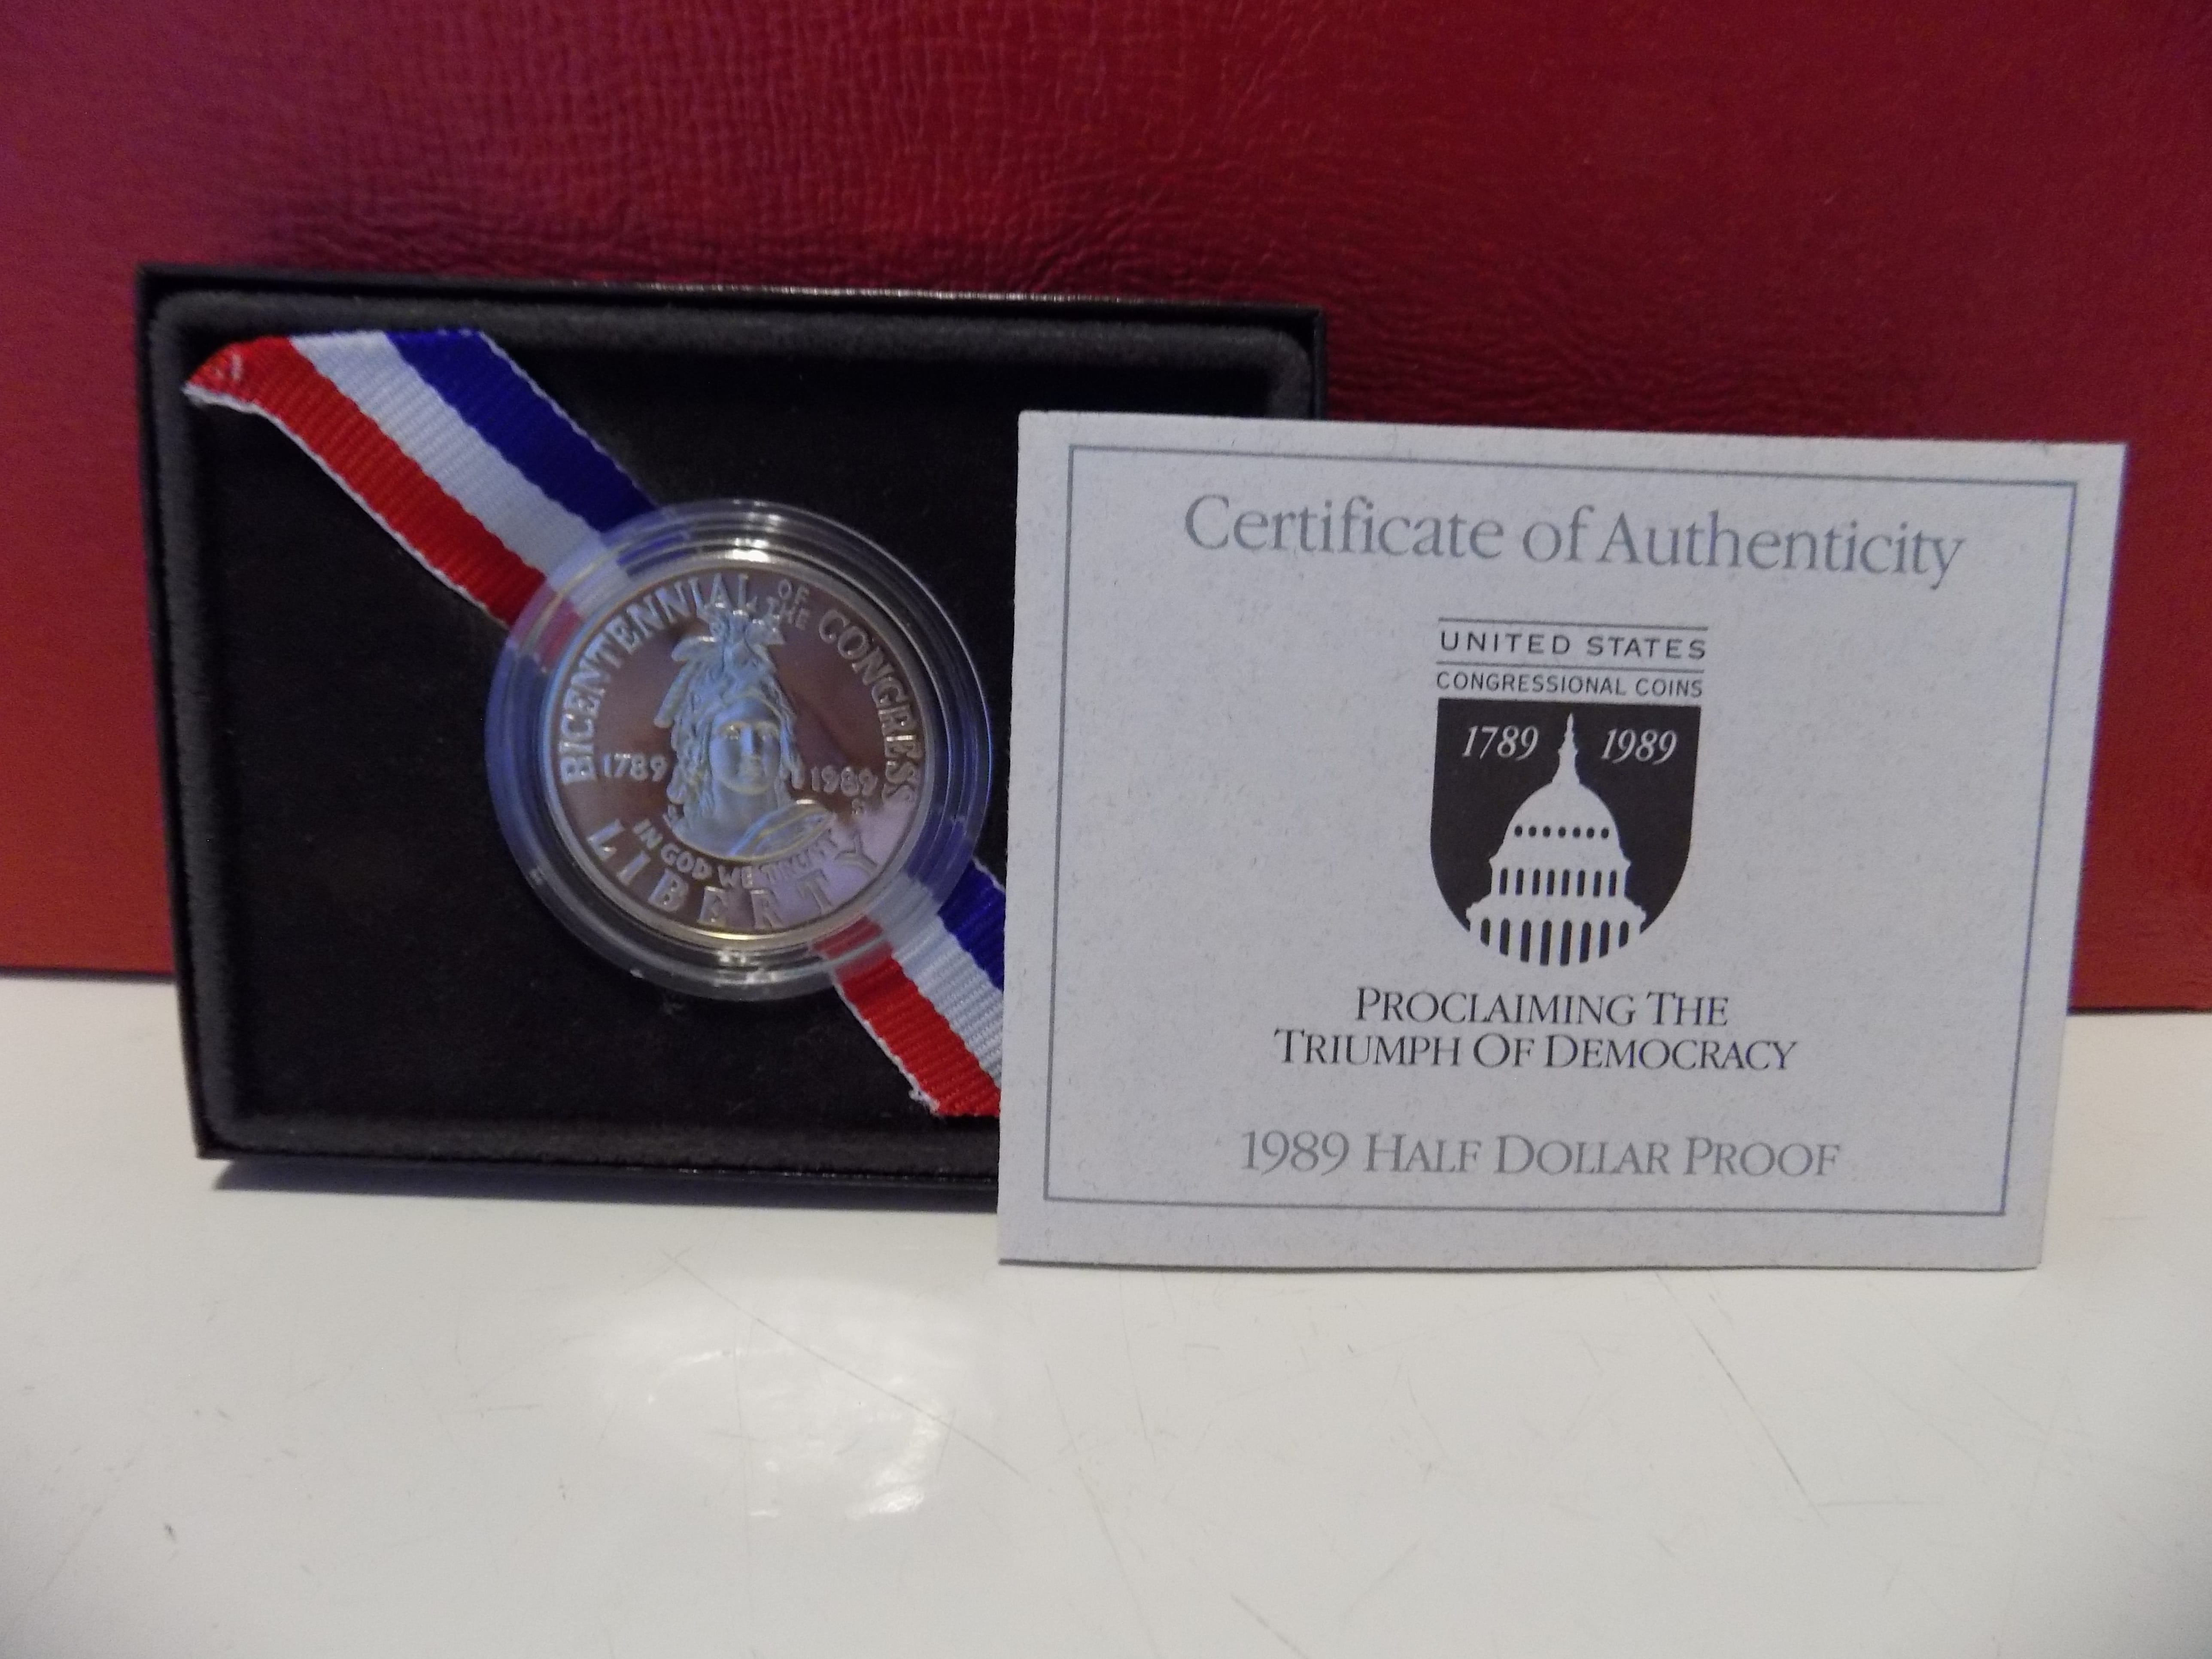 BICENTENNIAL OF THE CONGRESS
1789 1989
S
IN GOD WE TRUST
LIBERTY
Certificate of Authenticity
UNITED STATES
CONGRESSIONAL COINS
1789 1989
PROCLAIMING THE
TRIUMPH OF DEMOCRACY
1989 HALF DOLLAR PROOF